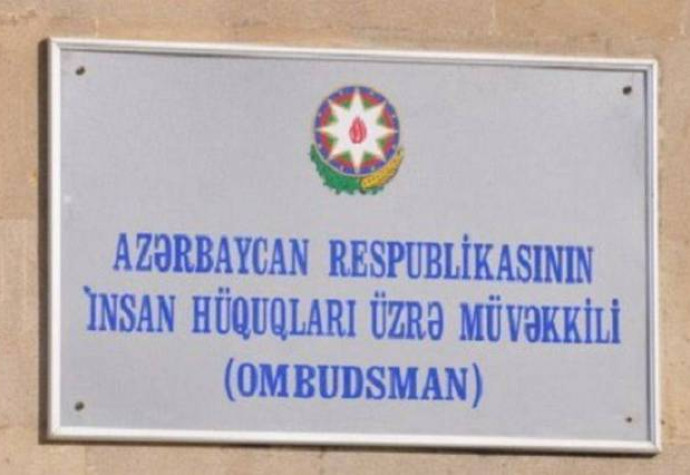 AZƏRBAYCAN RESPUBLİKASININ
İNSAN HÜQUQLARI ÜZRƏ MÜVƏKKİLİ
(OMBUDSMAN)